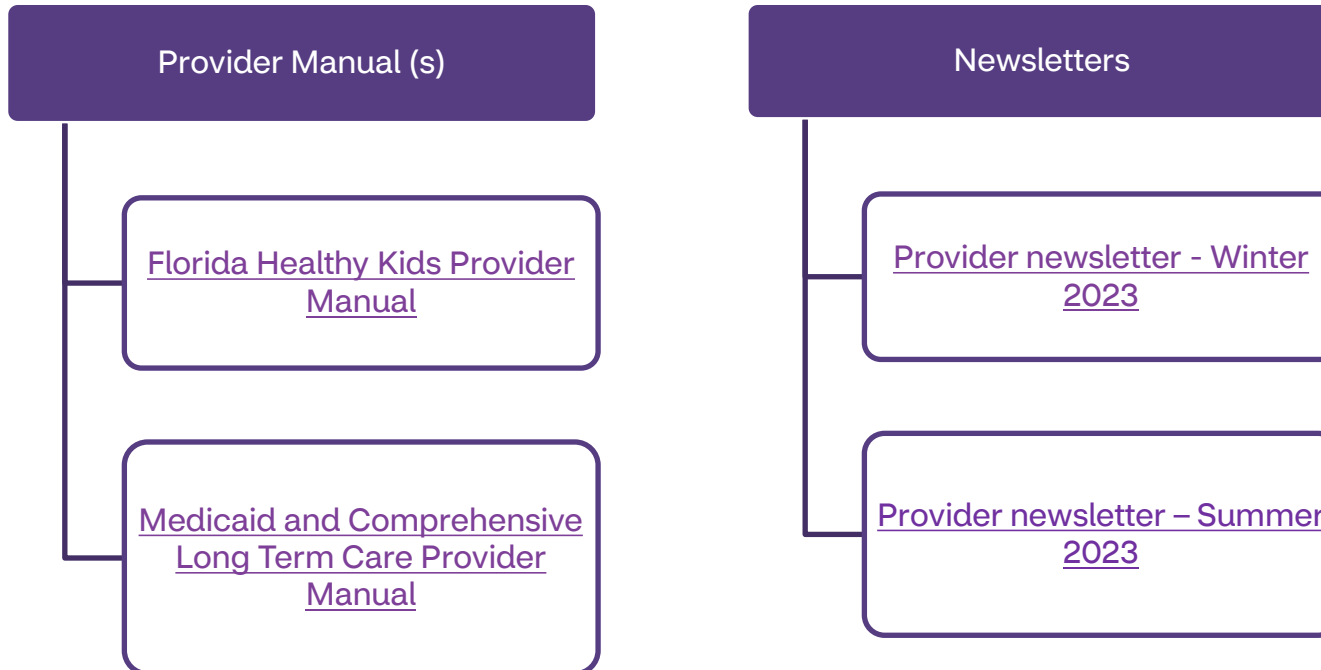 Provider Manual (s)
Florida Healthy Kids Provider
Manual
Medicaid and Comprehensive
Long Term Care Provider
Manual
Newsletters
Provider newsletter - Winter
2023
Provider newsletter – Summer
2023